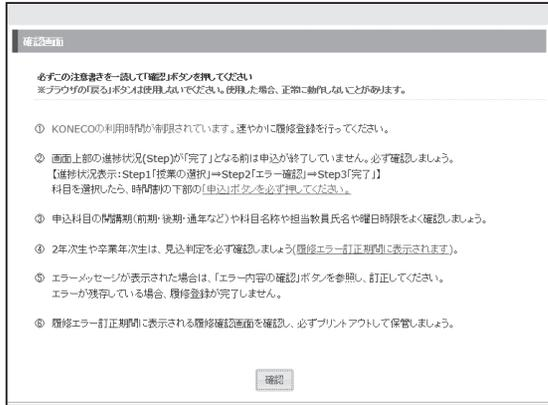 確認画面
必ずこの注意書きを一読して「確認」ボタンを押してください
※ブラウザの「戻る」ボタンは使用しないでください。使用した場合、正常に動作しないことがあります。
① KONECOの利用時間が制限されています。速やかに履修登録を行ってください。
② 画面上部の進捗状況(Step)が「完了」となる前は申込が終了していません。必ず確認しましょう。
【進捗状況表示：Step1「授業の選択」⇒Step2「エラー確認」⇒Step3「完了」】
科目を選択したら、時間割の下部の「申込」ボタンを必ず押してください。
③ 申込科目の開講期(前期・後期・通年など)や科目名称や担当教員氏名や曜日時限をよく確認しましょう。
④ 2年次生や卒業年次生は、見込判定を必ず確認しましょう(履修エラー訂正期間に表示されます)。
⑤ エラーメッセージが表示された場合は、「エラー内容の確認」ボタンを参照し、訂正してください。
エラーが残存している場合、履修登録が完了しません。
⑥ 履修エラー訂正期間に表示される履修確認画面を確認し、必ずプリントアウトして保管しましょう。
確認